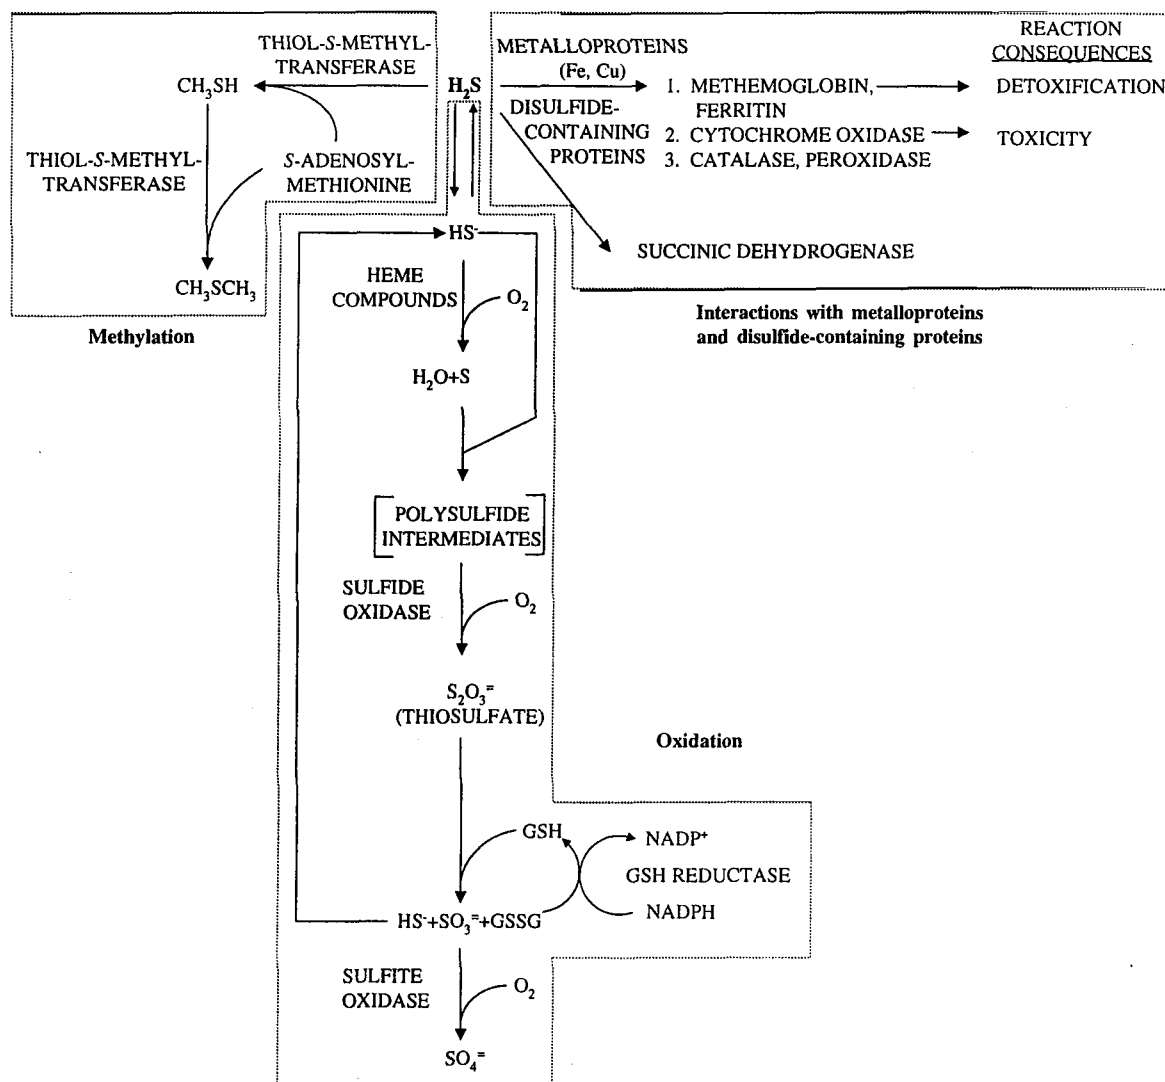 THIOL-S-METHYL-
TRANSFERASE
CH₃SH
H₂S
THIOL-S-METHYL-
TRANSFERASE
S-ADENOSYL-
METHIONINE
CH₃SCH₃
Methylation
METALLOPROTEINS
(Fe, Cu)
REACTION
CONSEQUENCES
1. METHEMOGLOBIN,
FERRITIN
DETOXIFICATION
DISULFIDE-
CONTAINING
PROTEINS
2. CYTOCHROME OXIDASE
TOXICITY
3. CATALASE, PEROXIDASE
SUCCINIC DEHYDROGENASE
Interactions with metalloproteins
and disulfide-containing proteins
HS⁻
HEME
COMPOUNDS
O₂
H₂O+S
POLYSULFIDE
INTERMEDIATES
SULFIDE
OXIDASE
O₂
S₂O₃⁼
(THIOSULFATE)
Oxidation
GSH
NADP⁺
GSH REDUCTASE
NADPH
HS⁻+SO₃⁼+GSSG
SULFITE
OXIDASE
O₂
SO₄⁼